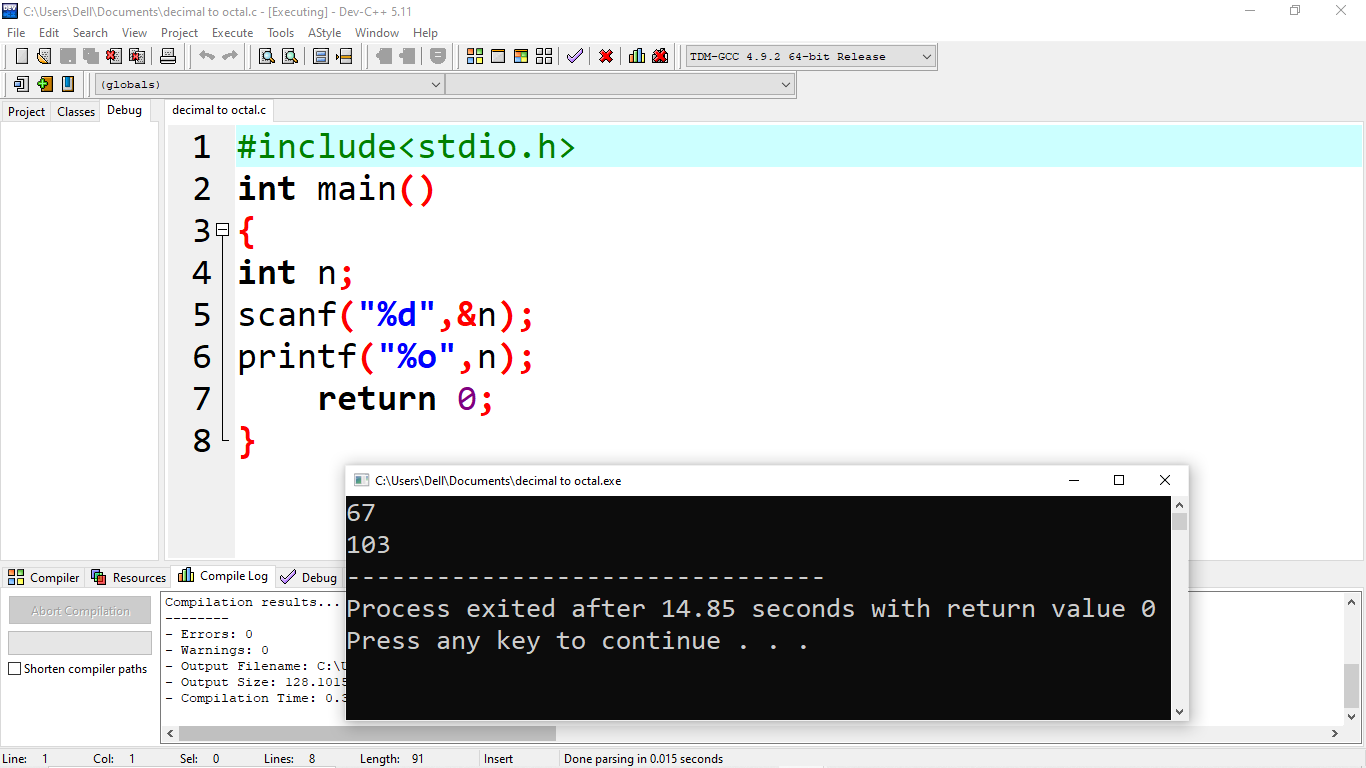 C:\Users\Dell\Documents\decimal to octal.c - [Executing] - Dev-C++ 5.11
File Edit Search View Project Execute Tools AStyle Window Help
TDM-GCC 4.9.2 64-bit Release
(globals)
Project Classes Debug
decimal to octal.c
1 #include<stdio.h>
2 int main()
3 {
4 int n;
5 scanf("%d",&n);
6 printf("%o",n);
7 return 0;
8 }
C:\Users\Dell\Documents\decimal to octal.exe
67
103
--------------------------------
Process exited after 14.85 seconds with return value 0
Press any key to continue . . .
Compiler Resources Compile Log Debug
Abort Compilation
Shorten compiler paths
Compilation results...
--------
- Errors: 0
- Warnings: 0
- Output Filename: C:\U
- Output Size: 128.1015
- Compilation Time: 0.3
Line: 1 Col: 1 Sel: 0 Lines: 8 Length: 91 Insert Done parsing in 0.015 seconds